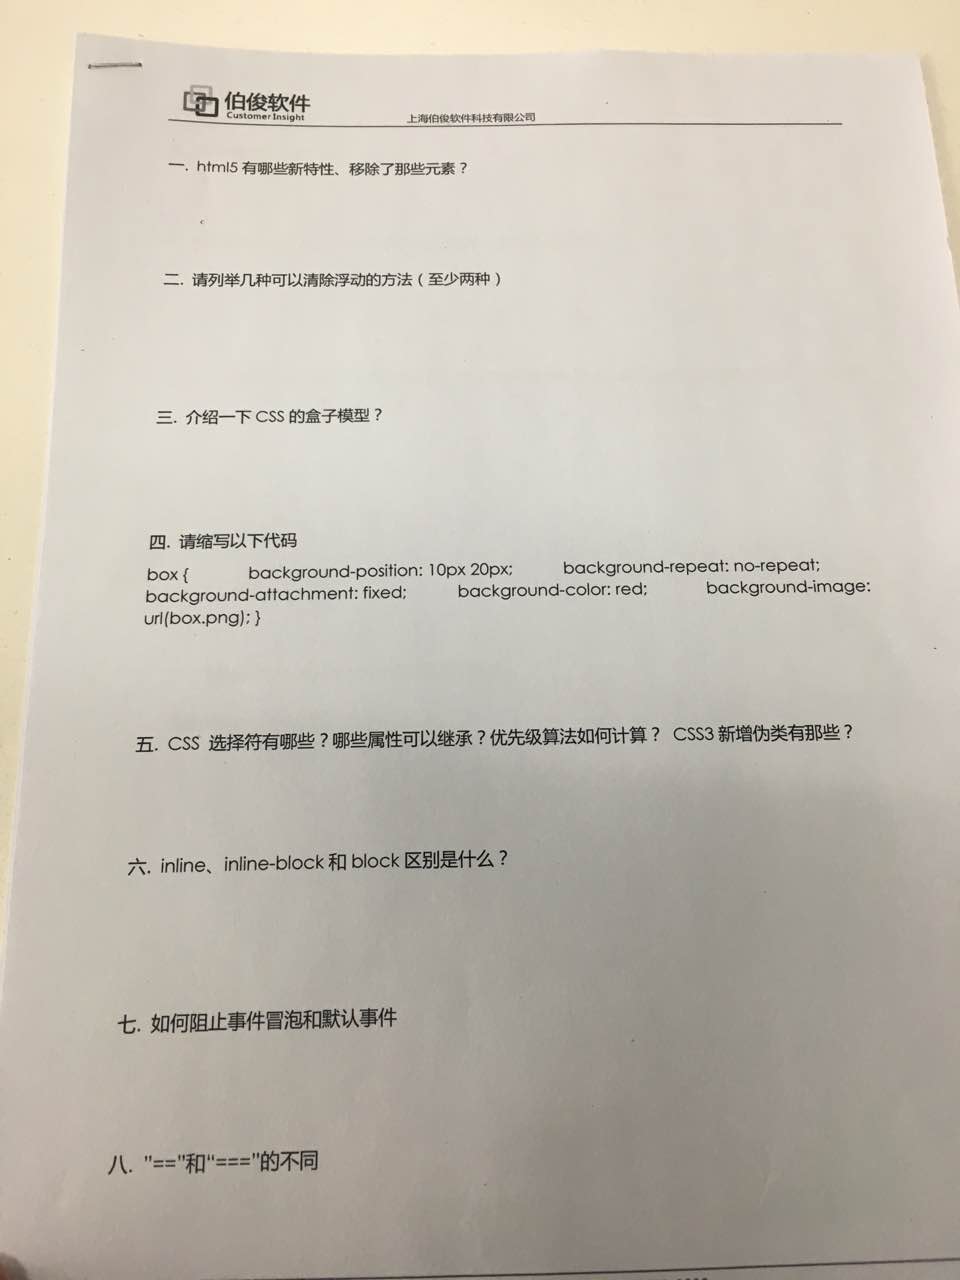 伯俊软件
Customer Insight
上海伯俊软件科技有限公司
一. html5 有哪些新特性、移除了那些元素？
二. 请列举几种可以清除浮动的方法（至少两种）
三. 介绍一下 CSS 的盒子模型？
四. 请缩写以下代码
box { background-position: 10px 20px; background-repeat: no-repeat;
background-attachment: fixed; background-color: red; background-image:
url(box.png); }
五. CSS 选择符有哪些？哪些属性可以继承？优先级算法如何计算？ CSS3 新增伪类有那些？
六. inline、inline-block 和 block 区别是什么？
七. 如何阻止事件冒泡和默认事件
八. "=="和“==="的不同